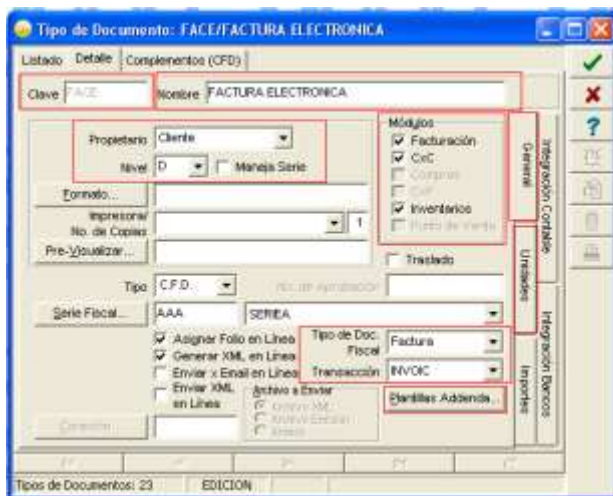 Tipo de Documento: FACE/FACTURA ELECTRONICA
Listado Detalle Complementos (CFD)
Clave FACE Nombre FACTURA ELECTRONICA
Propietario Cliente
Nivel D Maneja Serie
Módulos
Facturación
CxC
Compras
CxP
Inventarios
Punto de Venta
General
Integración Contable
Formato...
Impresora/
No. de Copias 1
Pre-Visualizar...
Traslado
Unidades
Tipo C.F.D. No. de Aprobación
Serie Fiscal... AAA SERIEA
Asignar Folio en Línea
Generar XML en Línea
Enviar x Email en Línea
Enviar XML
en Línea
Tipo de Doc.
Fiscal Factura
Transacción INVOIC
Archivo a Enviar
Archivo XML
Ambos
Plantillas Addenda...
Importes
Integración Bancos
Conexión
Tipos de Documentos: 23 EDICION